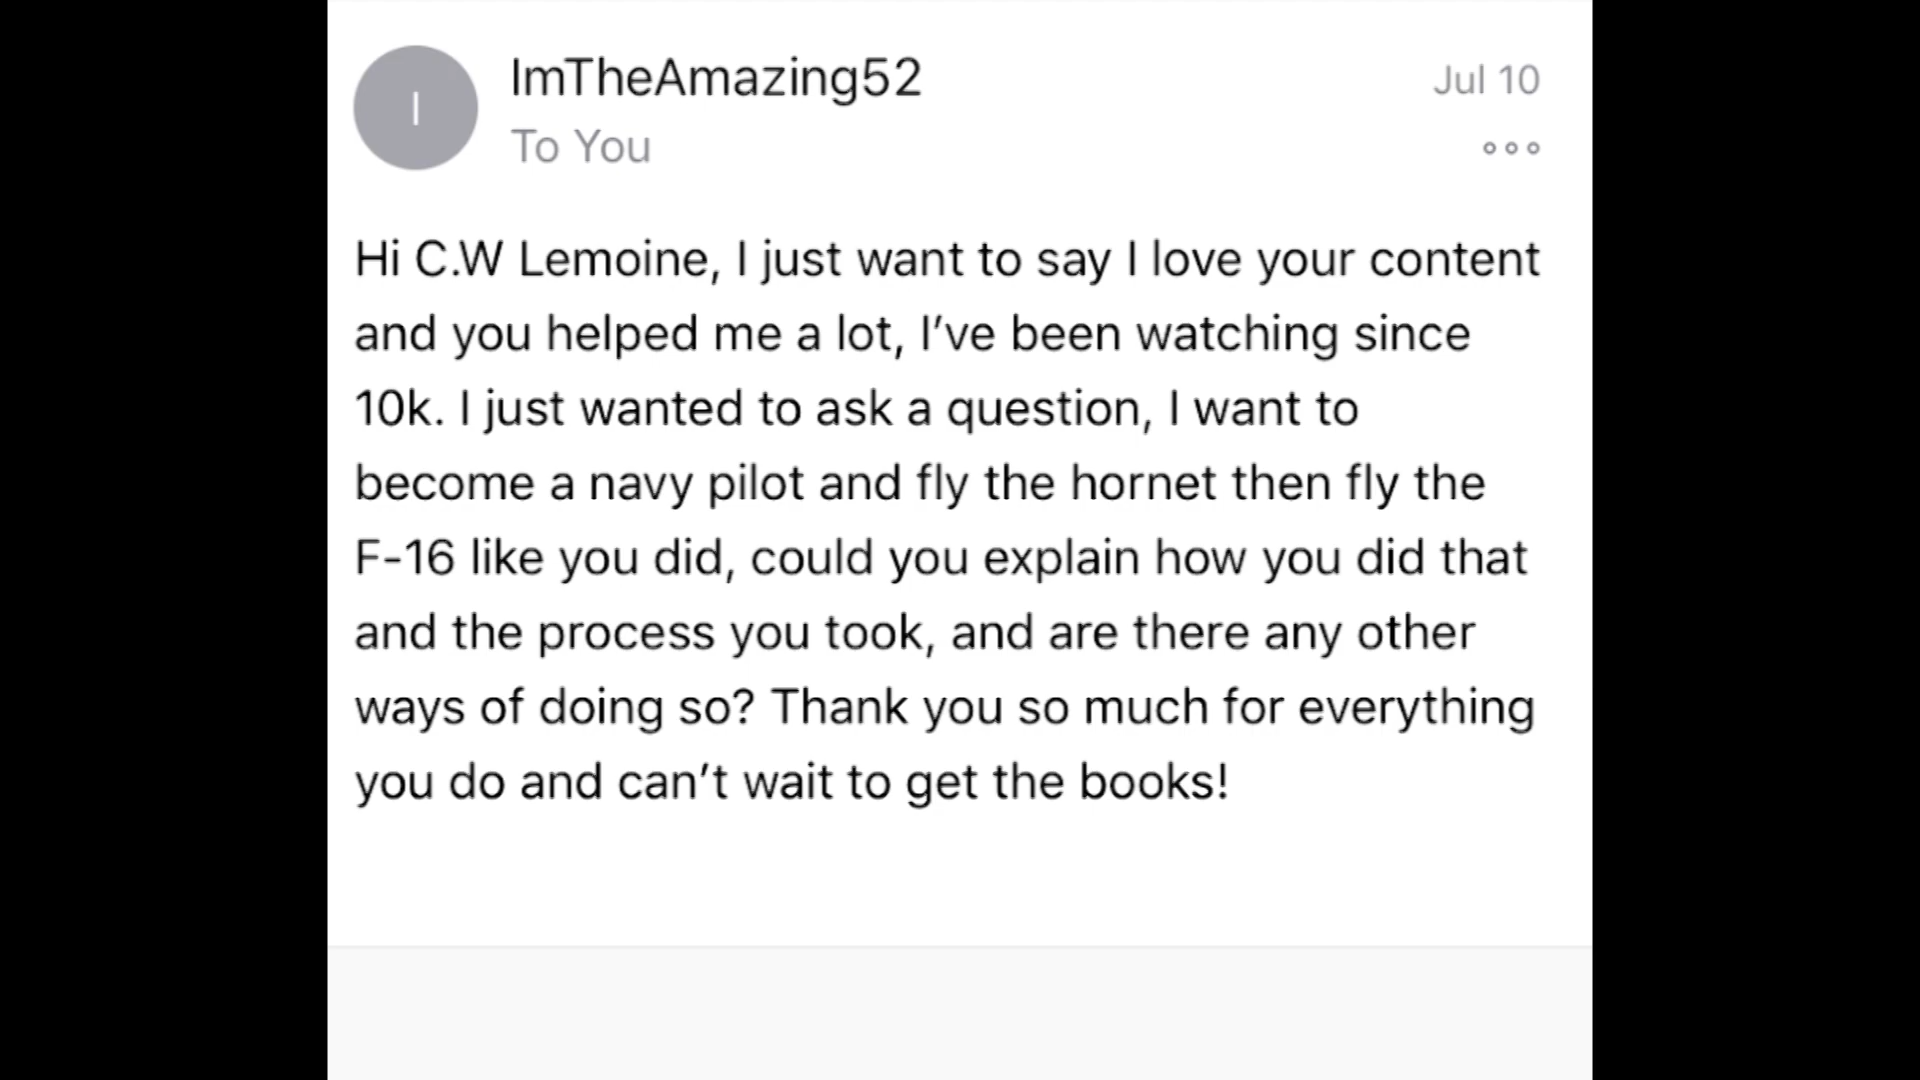 I
ImTheAmazing52
Jul 10
To You
Hi C.W Lemoine, I just want to say I love your content
and you helped me a lot, I’ve been watching since
10k. I just wanted to ask a question, I want to
become a navy pilot and fly the hornet then fly the
F-16 like you did, could you explain how you did that
and the process you took, and are there any other
ways of doing so? Thank you so much for everything
you do and can’t wait to get the books!